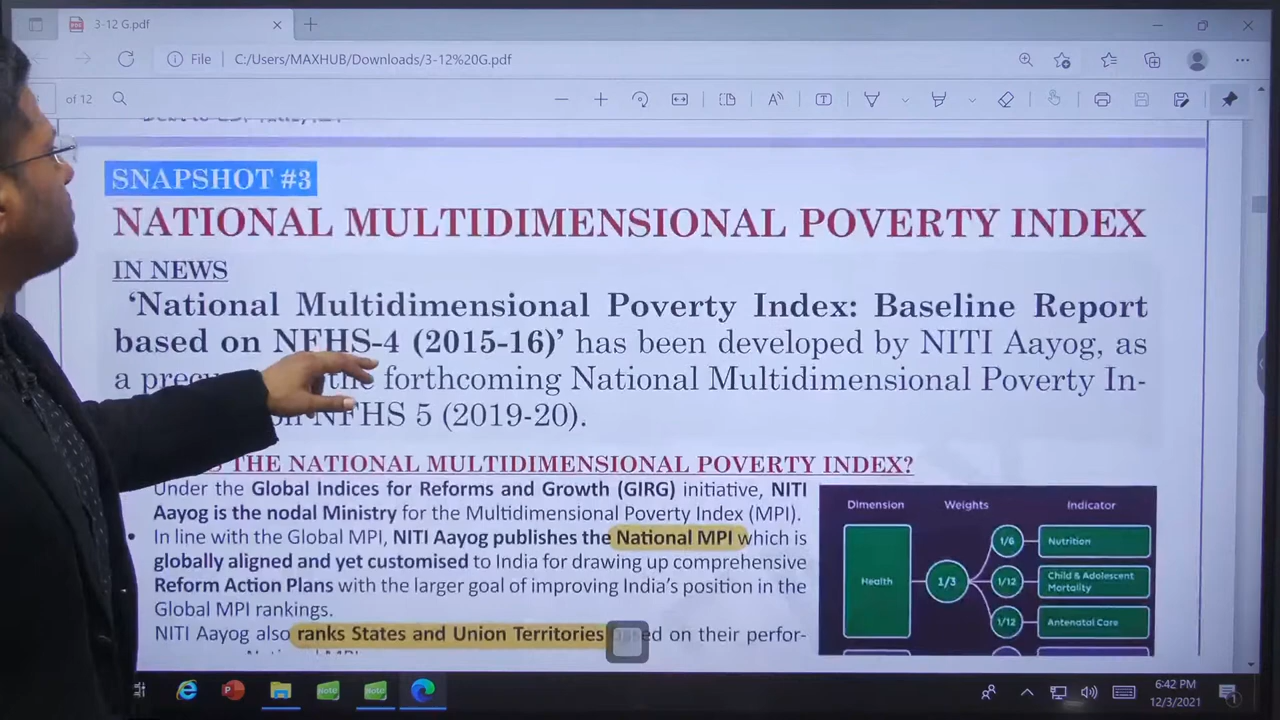 3-12 G.pdf
File
C:/Users/MAXHUB/Downloads/3-12%20G.pdf
of 12
SNAPSHOT #3
NATIONAL MULTIDIMENSIONAL POVERTY INDEX
IN NEWS
‘National Multidimensional Poverty Index: Baseline Report
based on NFHS-4 (2015-16)’ has been developed by NITI Aayog, as
a the forthcoming National Multidimensional Poverty In-
NFHS 5 (2019-20).
THE NATIONAL MULTIDIMENSIONAL POVERTY INDEX?
Under the Global Indices for Reforms and Growth (GIRG) initiative, NITI
Aayog is the nodal Ministry for the Multidimensional Poverty Index (MPI).
• In line with the Global MPI, NITI Aayog publishes the National MPI which is
globally aligned and yet customised to India for drawing up comprehensive
Reform Action Plans with the larger goal of improving India’s position in the
Global MPI rankings.
NITI Aayog also ranks States and Union Territories on their perfor-
Dimension Weights Indicator
Health
1/3
1/6 Nutrition
1/12 Child & Adolescent
Mortality
1/12 Antenatal Care
6:42 PM
12/3/2021